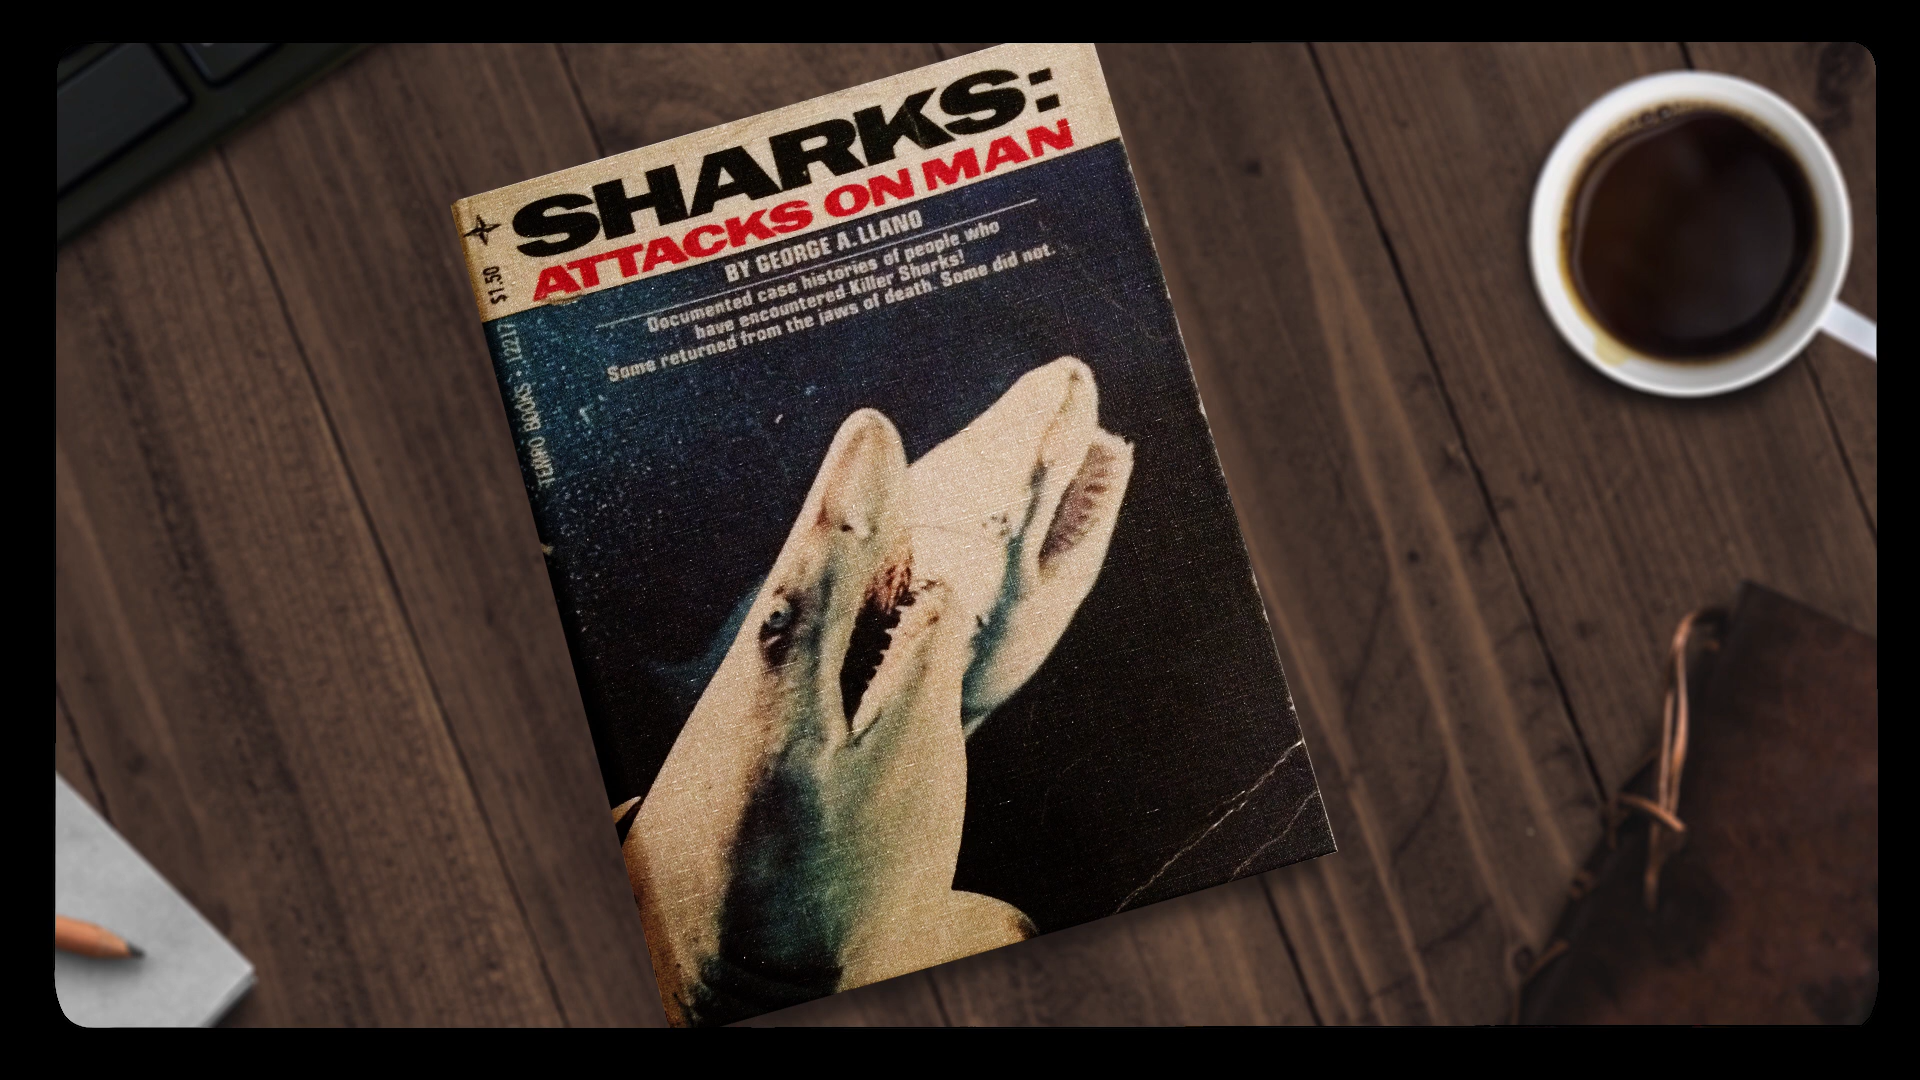 SHARKS:
ATTACKS ON MAN
BY GEORGE A. LLANO
Documented case histories of people who
have encountered Killer Sharks!
Some returned from the jaws of death. Some did not.
$1.50
TEMPO BOOKS • 12217